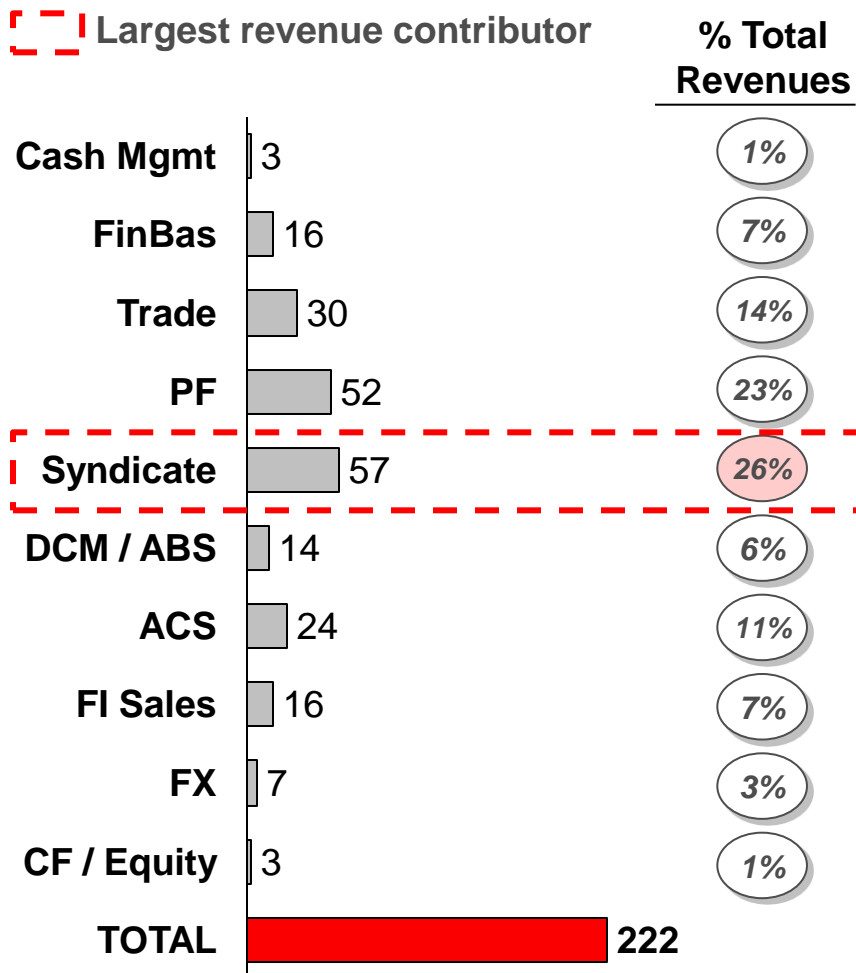 Largest revenue contributor
% Total
Revenues
Cash Mgmt 3 1%
FinBas 16 7%
Trade 30 14%
PF 52 23%
Syndicate 57 26%
DCM / ABS 14 6%
ACS 24 11%
FI Sales 16 7%
FX 7 3%
CF / Equity 3 1%
TOTAL 222